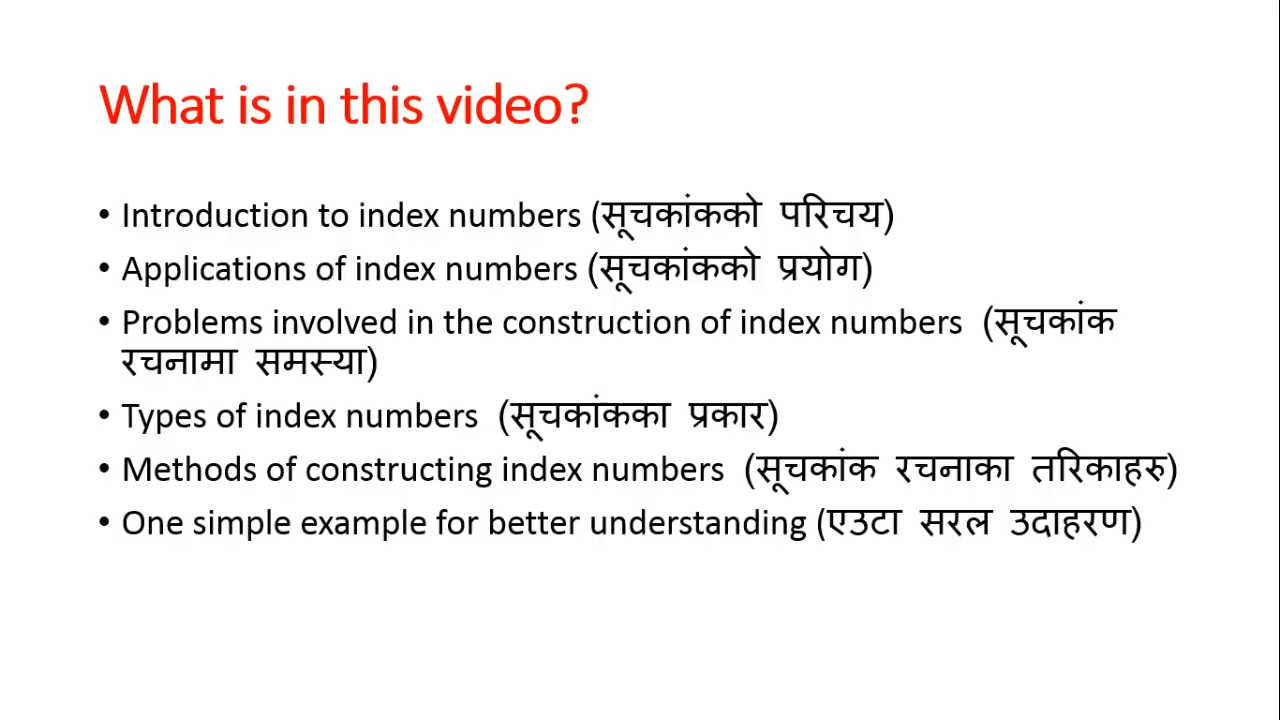 What is in this video?
• Introduction to index numbers (सूचकांकको परिचय)
• Applications of index numbers (सूचकांकको प्रयोग)
• Problems involved in the construction of index numbers (सूचकांक
रचनामा समस्या)
• Types of index numbers (सूचकांकका प्रकार)
• Methods of constructing index numbers (सूचकांक रचनाका तरिकाहरु)
• One simple example for better understanding (एउटा सरल उदाहरण)